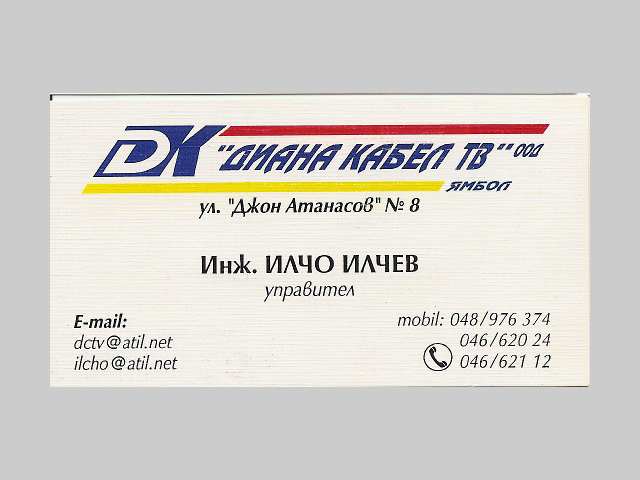 ДК "ДИАНА КАБЕЛ ТВ" ООД
ЯМБОЛ
ул. "Джон Атанасов" № 8
Инж. ИЛЧО ИЛЧЕВ
управител
E-mail:
dctv@atil.net
ilcho@atil.net
mobil: 048/976 374
046/620 24
046/621 12